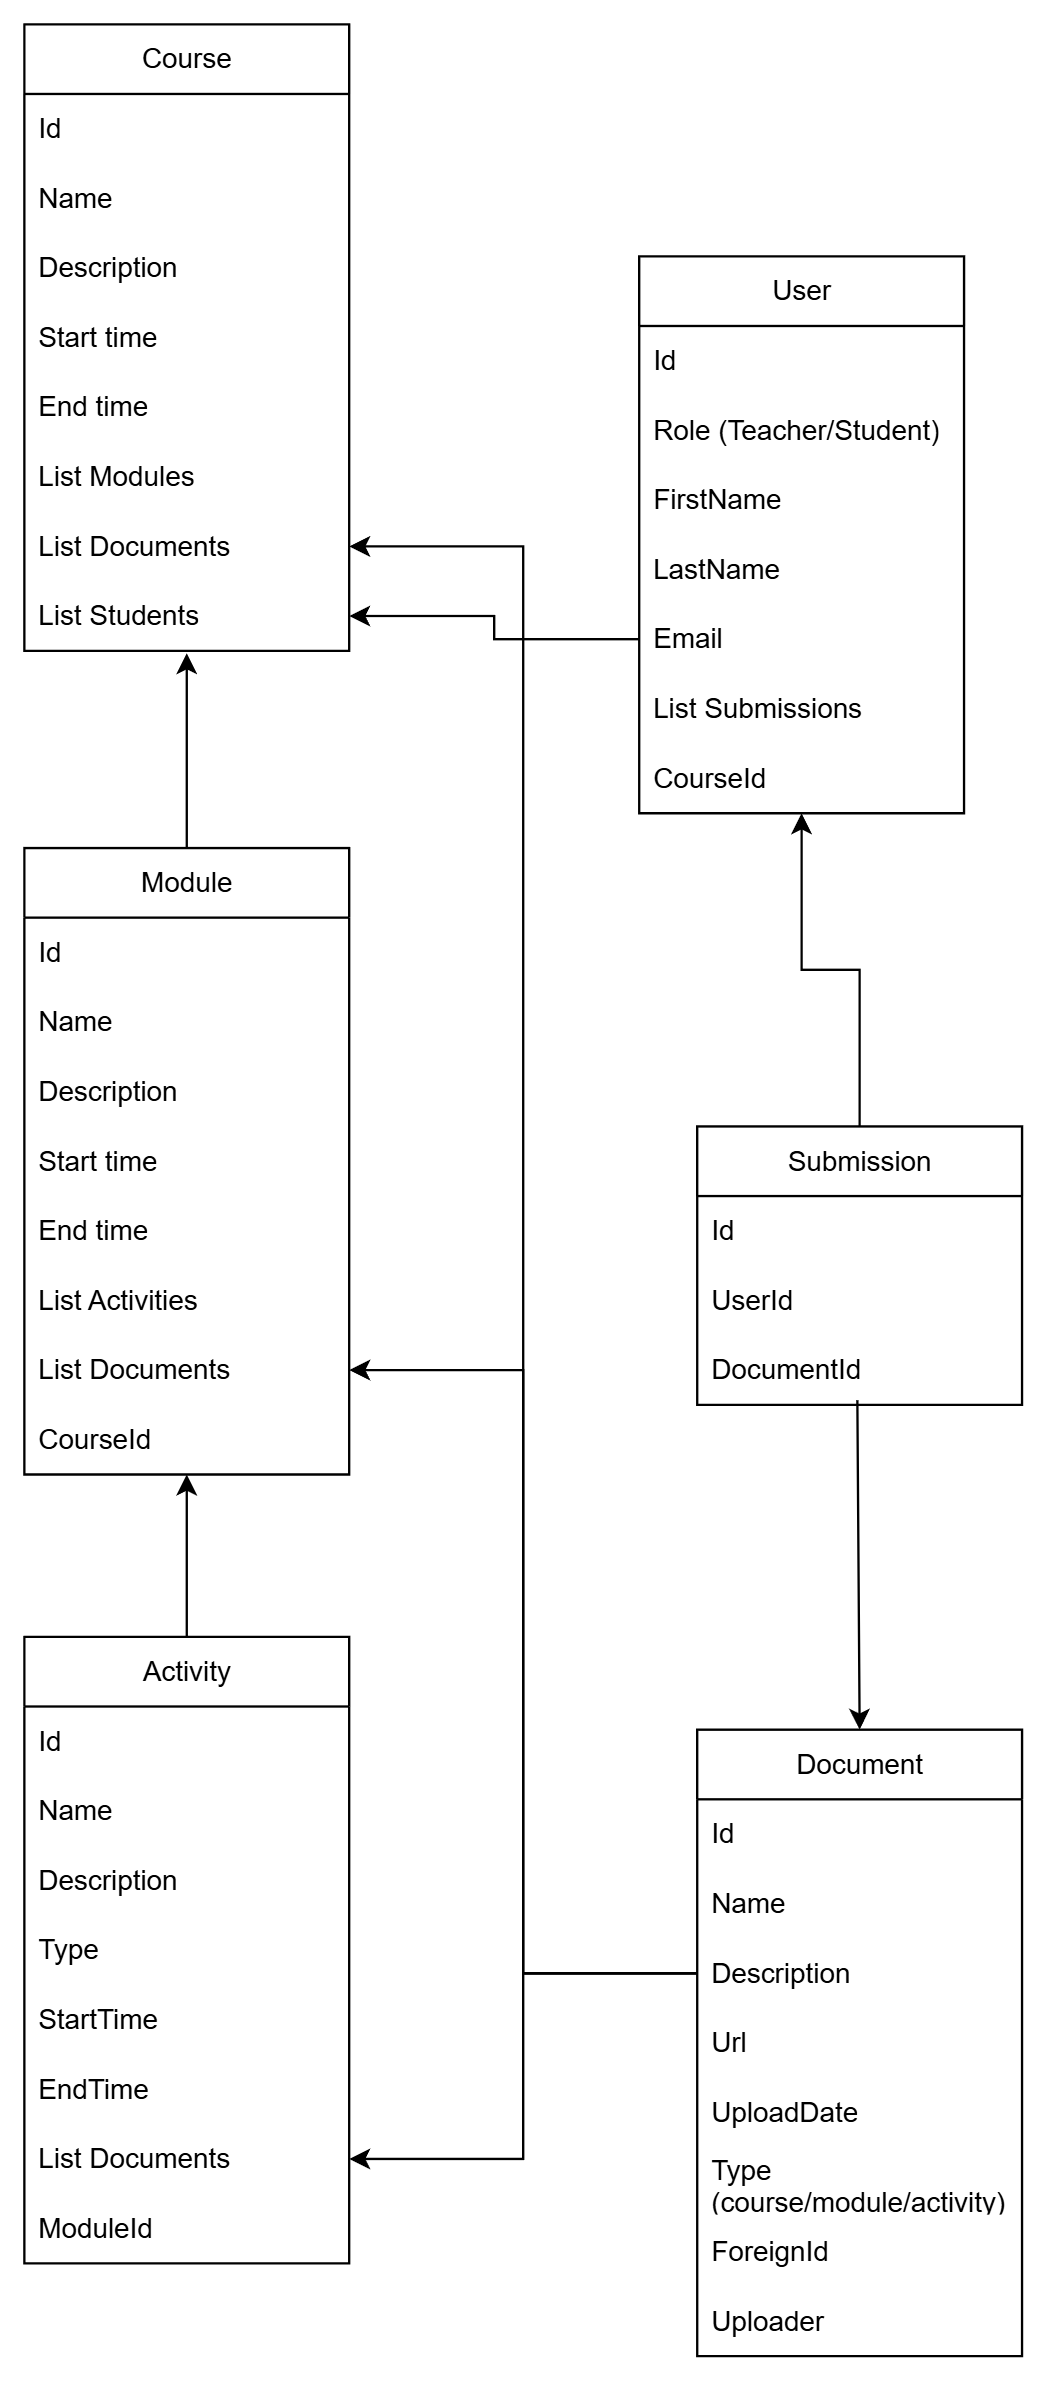 Course
Id
Name
Description
Start time
End time
List Modules
List Documents
List Students
User
Id
Role (Teacher/Student)
FirstName
LastName
Email
List Submissions
CourseId
Module
Id
Name
Description
Start time
End time
List Activities
List Documents
CourseId
Submission
Id
UserId
DocumentId
Activity
Id
Name
Description
Type
StartTime
EndTime
List Documents
ModuleId
Document
Id
Name
Description
Url
UploadDate
Type
(course/module/activity)
ForeignId
Uploader